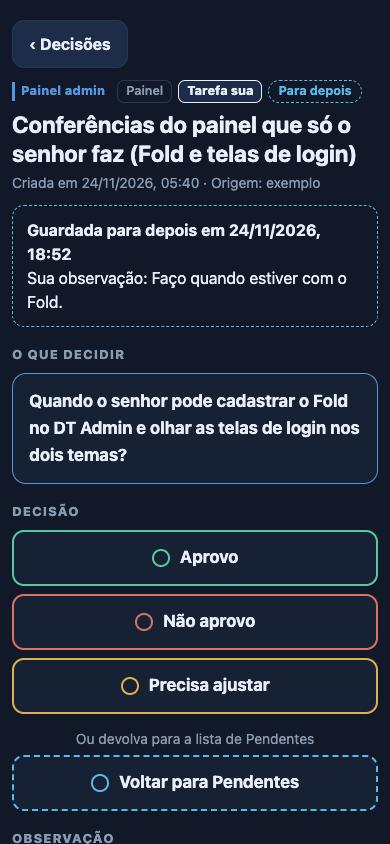 ‹ Decisões
Painel admin Painel Tarefa sua Para depois
Conferências do painel que só o
senhor faz (Fold e telas de login)
Criada em 24/11/2026, 05:40 · Origem: exemplo
Guardada para depois em 24/11/2026,
18:52
Sua observação: Faço quando estiver com o
Fold.
O QUE DECIDIR
Quando o senhor pode cadastrar o Fold
no DT Admin e olhar as telas de login nos
dois temas?
DECISÃO
Aprovo
Não aprovo
Precisa ajustar
Ou devolva para a lista de Pendentes
Voltar para Pendentes
OBSERVAÇÃO